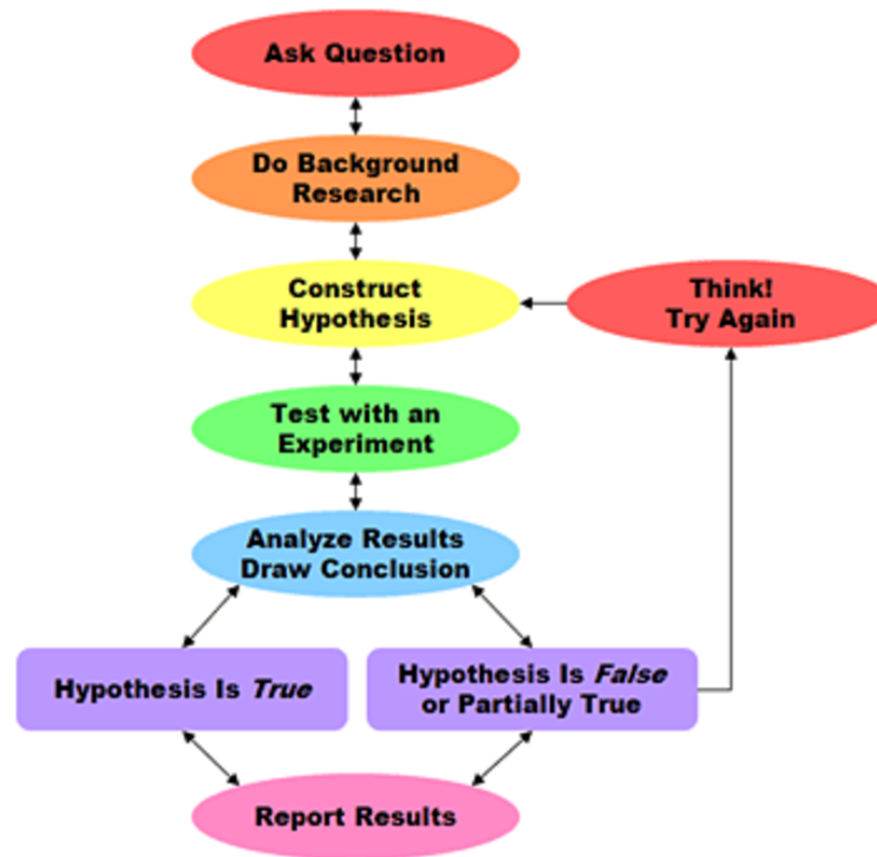 Ask Question
Do Background
Research
Construct
Hypothesis
Think!
Try Again
Test with an
Experiment
Analyze Results
Draw Conclusion
Hypothesis Is True
Hypothesis Is False
or Partially True
Report Results